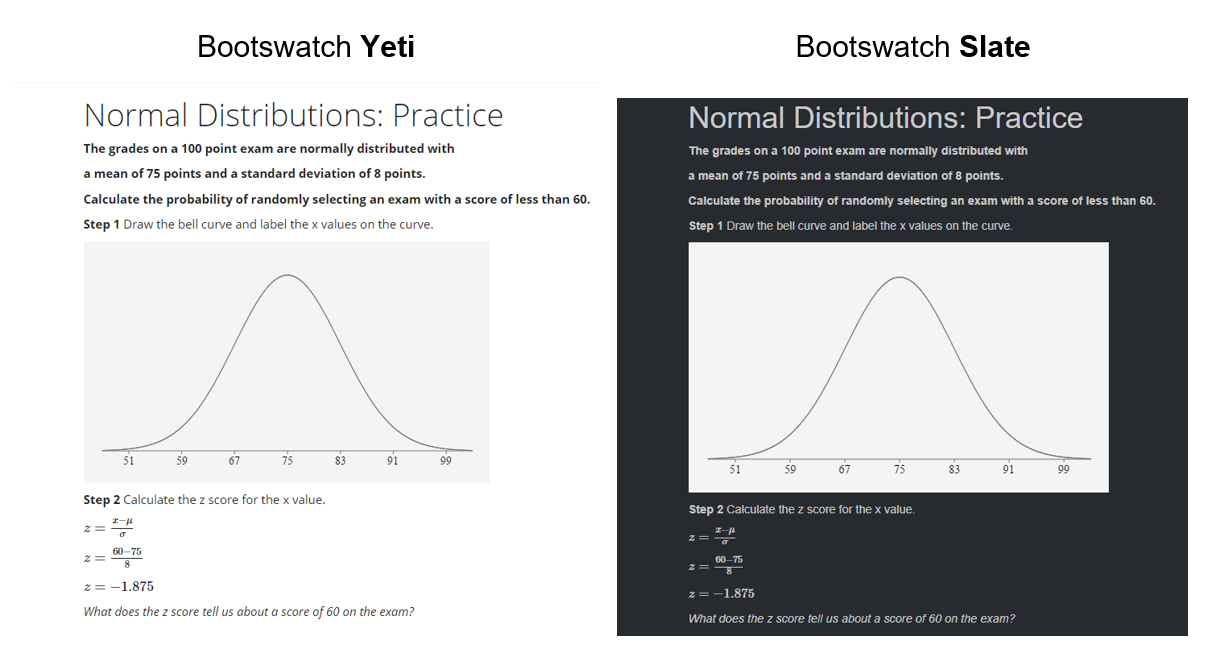 Bootswatch Yeti
Normal Distributions: Practice
The grades on a 100 point exam are normally distributed with
a mean of 75 points and a standard deviation of 8 points.
Calculate the probability of randomly selecting an exam with a score of less than 60.
Step 1 Draw the bell curve and label the x values on the curve.
51 59 67 75 83 91 99
Step 2 Calculate the z score for the x value.
z = x−μ/σ
z = 60−75/8
z = −1.875
What does the z score tell us about a score of 60 on the exam?
Bootswatch Slate
Normal Distributions: Practice
The grades on a 100 point exam are normally distributed with
a mean of 75 points and a standard deviation of 8 points.
Calculate the probability of randomly selecting an exam with a score of less than 60.
Step 1 Draw the bell curve and label the x values on the curve.
51 59 67 75 83 91 99
Step 2 Calculate the z score for the x value.
z = x−μ/σ
z = 60−75/8
z = −1.875
What does the z score tell us about a score of 60 on the exam?